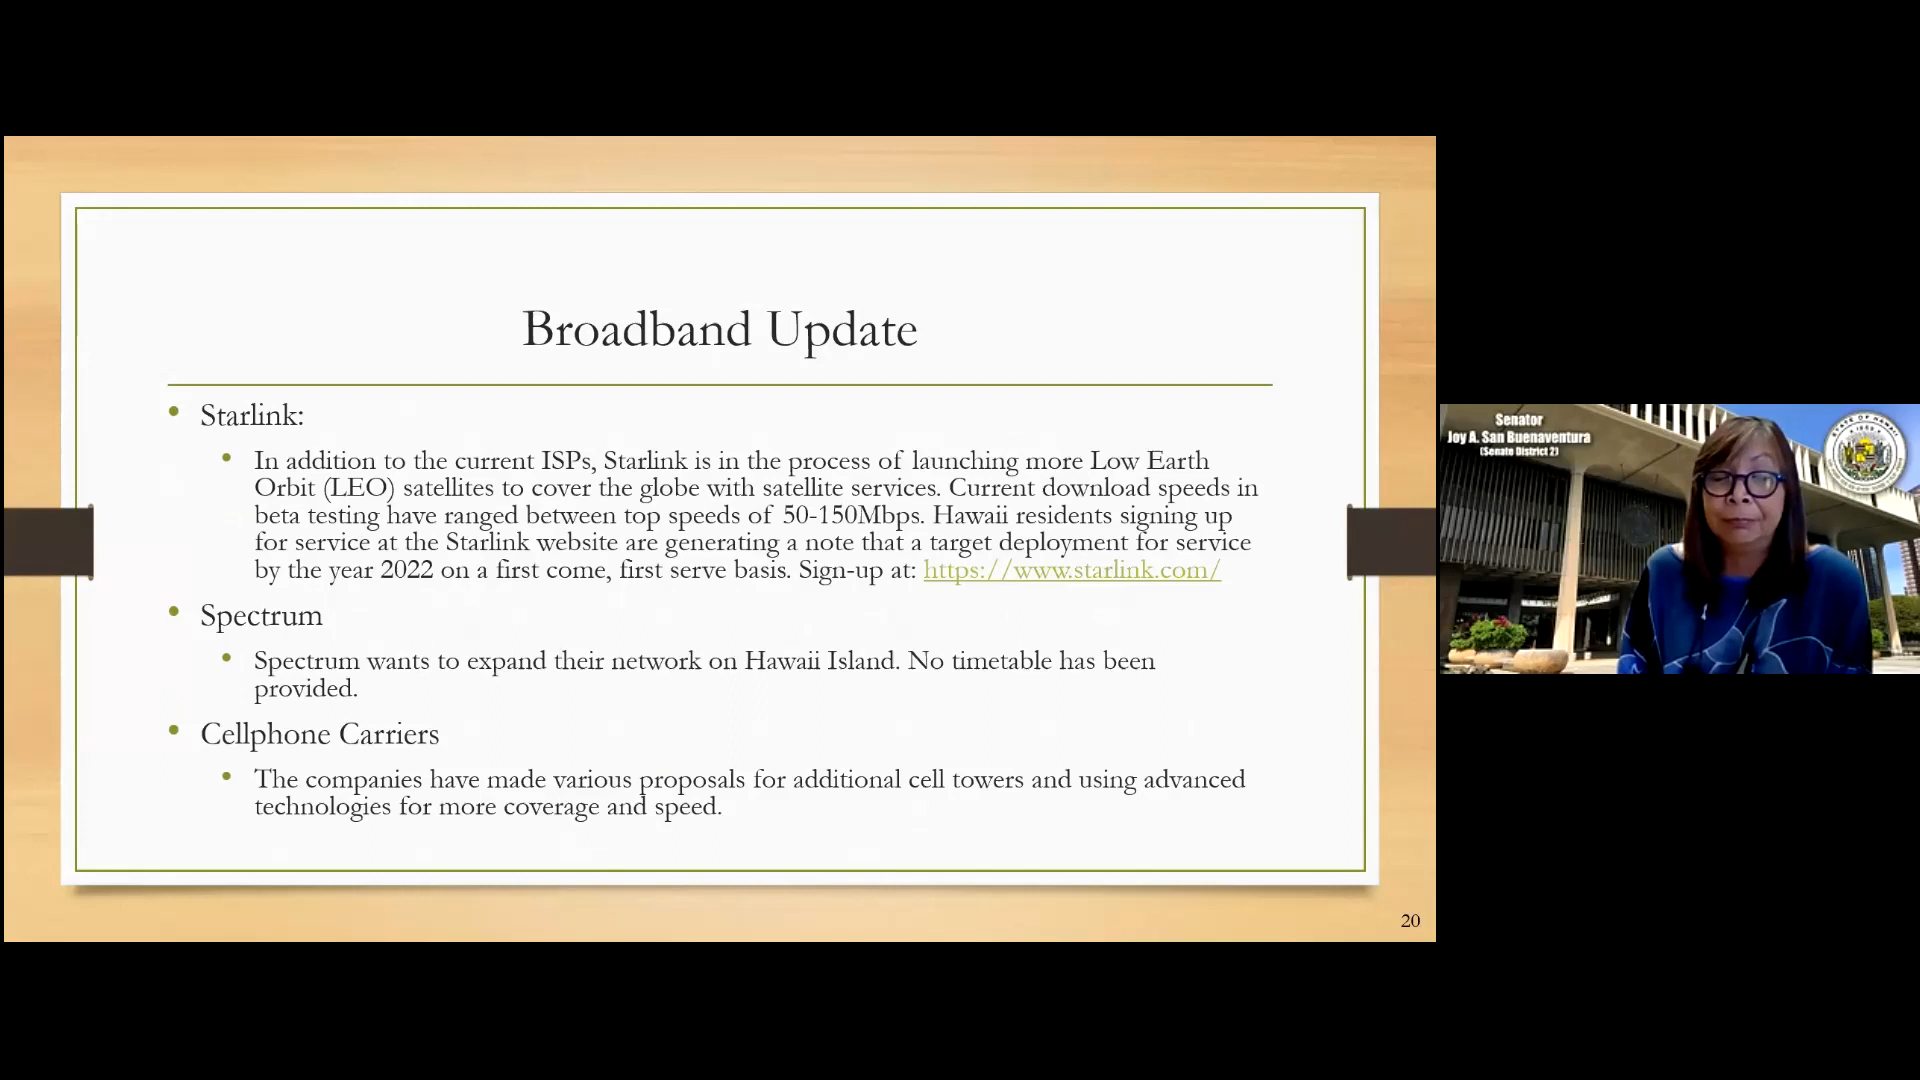 Broadband Update
• Starlink:
• In addition to the current ISPs, Starlink is in the process of launching more Low Earth
Orbit (LEO) satellites to cover the globe with satellite services. Current download speeds in
beta testing have ranged between top speeds of 50-150Mbps. Hawaii residents signing up
for service at the Starlink website are generating a note that a target deployment for service
by the year 2022 on a first come, first serve basis. Sign-up at: https://www.starlink.com/
• Spectrum
• Spectrum wants to expand their network on Hawaii Island. No timetable has been
provided.
• Cellphone Carriers
• The companies have made various proposals for additional cell towers and using advanced
technologies for more coverage and speed.
20
Senator
Joy A. San Buenaventura
(Senate District 2)
STATE OF HAWAII
1959